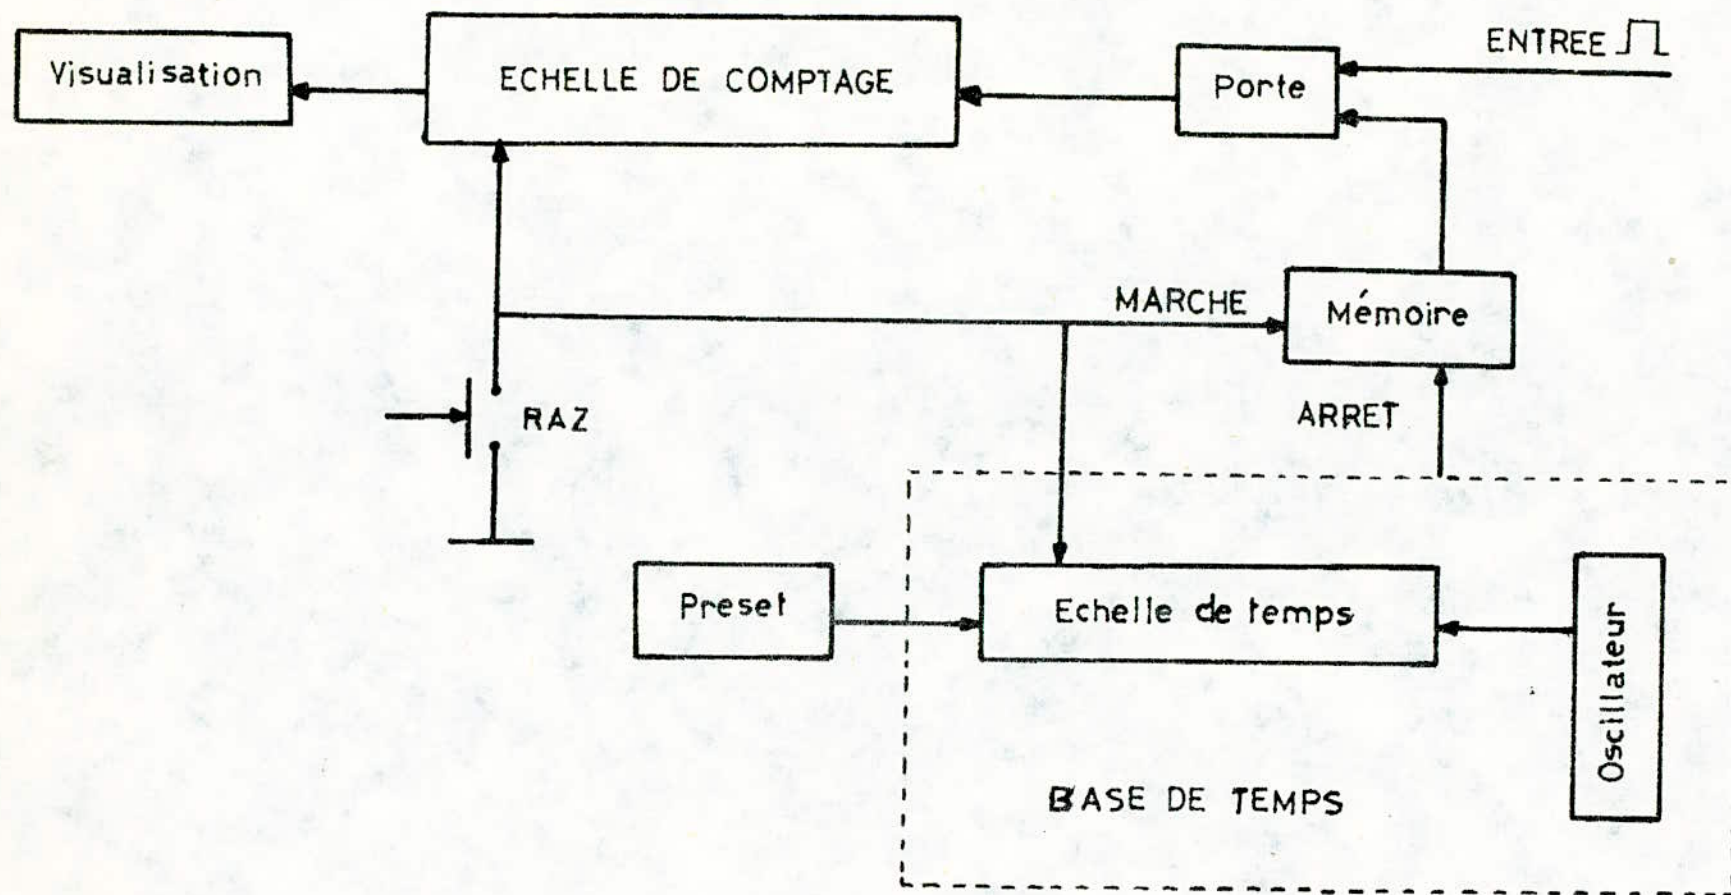 Visualisation
ECHELLE DE COMPTAGE
Porte
ENTREE
MARCHE
Mémoire
RAZ
ARRET
Preset
Echelle de temps
Oscillateur
BASE DE TEMPS